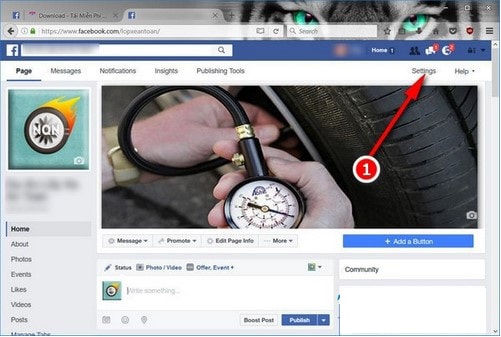 Download - Tải Miễn Phí
https://www.facebook.com/lopxeantoan/
Search
Home 1
Page Messages Notifications Insights Publishing Tools Settings Help
NON
1
Home
About
Photos
Events
Likes
Videos
Posts
Manage Tabs
Message Promote Edit Page Info ... More
+ Add a Button
Status Photo / Video Offer, Event +
Write something...
Boost Post Publish
Community